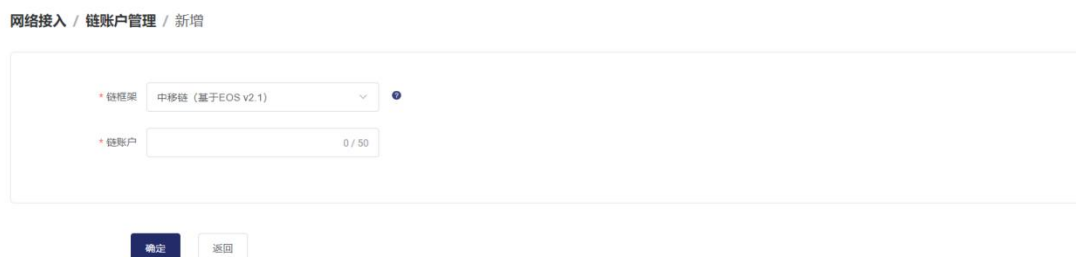 网络接入 / 链账户管理 / 新增
* 链框架 中移链（基于EOS v2.1） ?
* 链账户 0 / 50
确定 返回